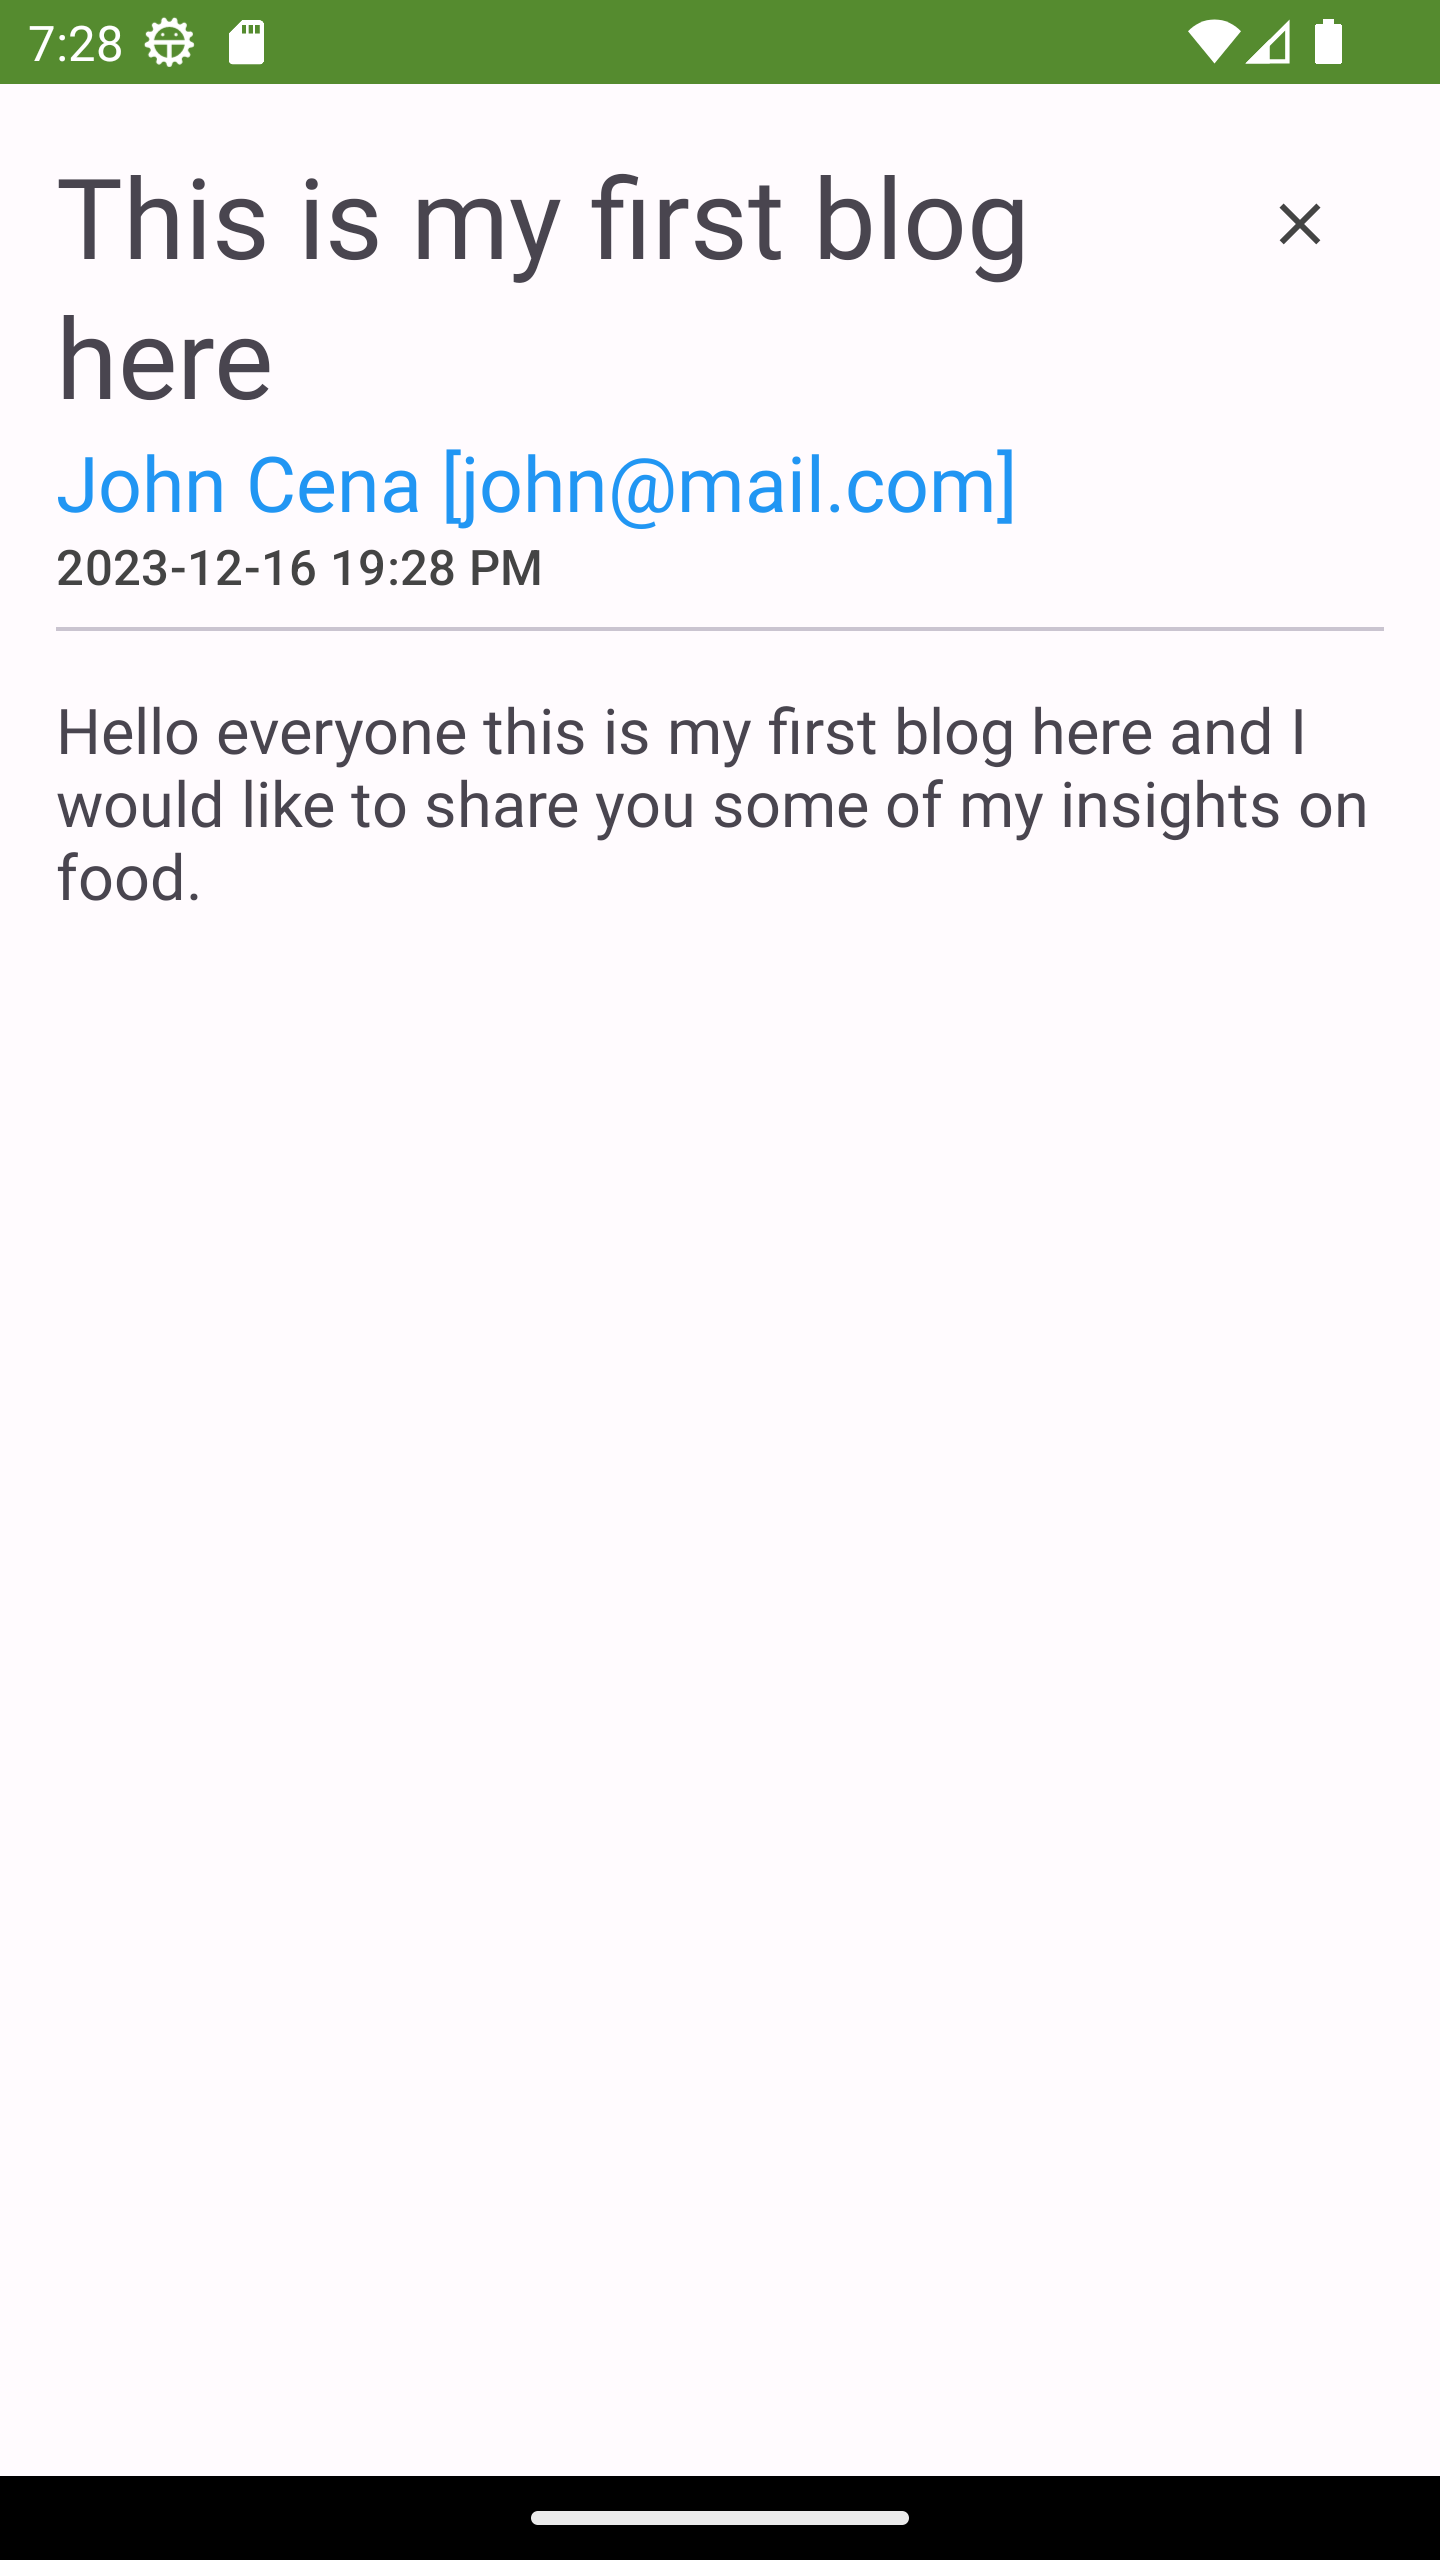 7:28
This is my first blog
here
John Cena [john@mail.com]
2023-12-16 19:28 PM
Hello everyone this is my first blog here and I
would like to share you some of my insights on
food.